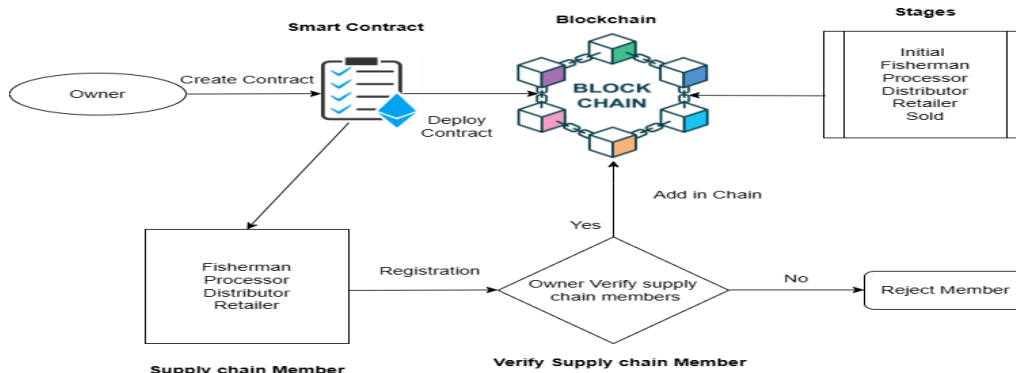 Stages
Blockchain
Smart Contract
Initial
Fisherman
Processor
Distributor
Retailer
Sold
Owner
Create Contract
BLOCK
CHAIN
Deploy
Contract
Add in Chain
Yes
Fisherman
Processor
Distributor
Retailer
Registration
Owner Verify supply
chain members
No
Reject Member
Verify Supply chain Member
Supply chain Member